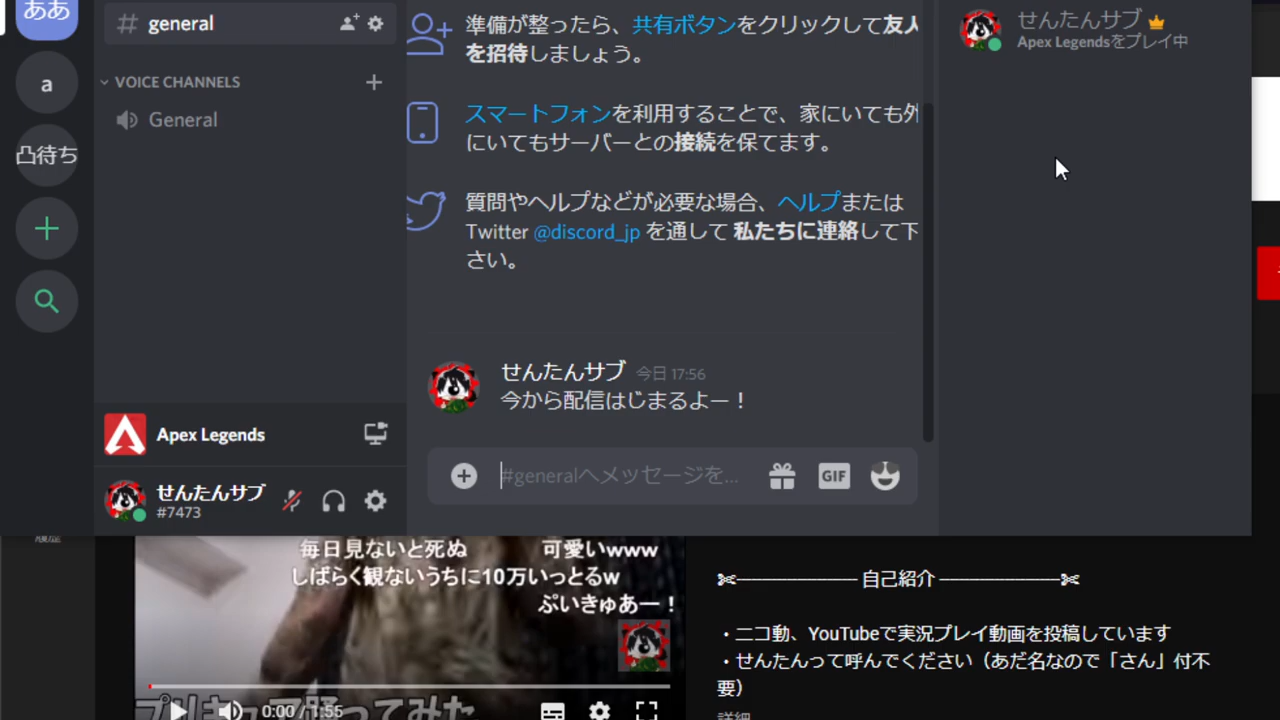 ああ
a
凸待ち
# general
VOICE CHANNELS
General
Apex Legends
せんたんサブ
#7473
準備が整ったら、共有ボタンをクリックして友人
を招待しましょう。
スマートフォンを利用することで、家にいても外
にいてもサーバーとの接続を保てます。
質問やヘルプなどが必要な場合、ヘルプまたは
Twitter @discord_jp を通して 私たちに連絡して下
さい。
せんたんサブ 今日 17:56
今から配信はじまるよー！
#generalへメッセージを...
GIF
せんたんサブ
Apex Legendsをプレイ中
履歴
毎日見ないと死ぬ 可愛いwww
しばらく観ないうちに10万いっとるw
ぷいきゅあー！
プリキュア踊ってみた
0:00 / 1:55
✄―――――― 自己紹介 ――――――✄
・ニコ動、YouTubeで実況プレイ動画を投稿しています
・せんたんって呼んでください（あだ名なので「さん」付不
要）
詳細